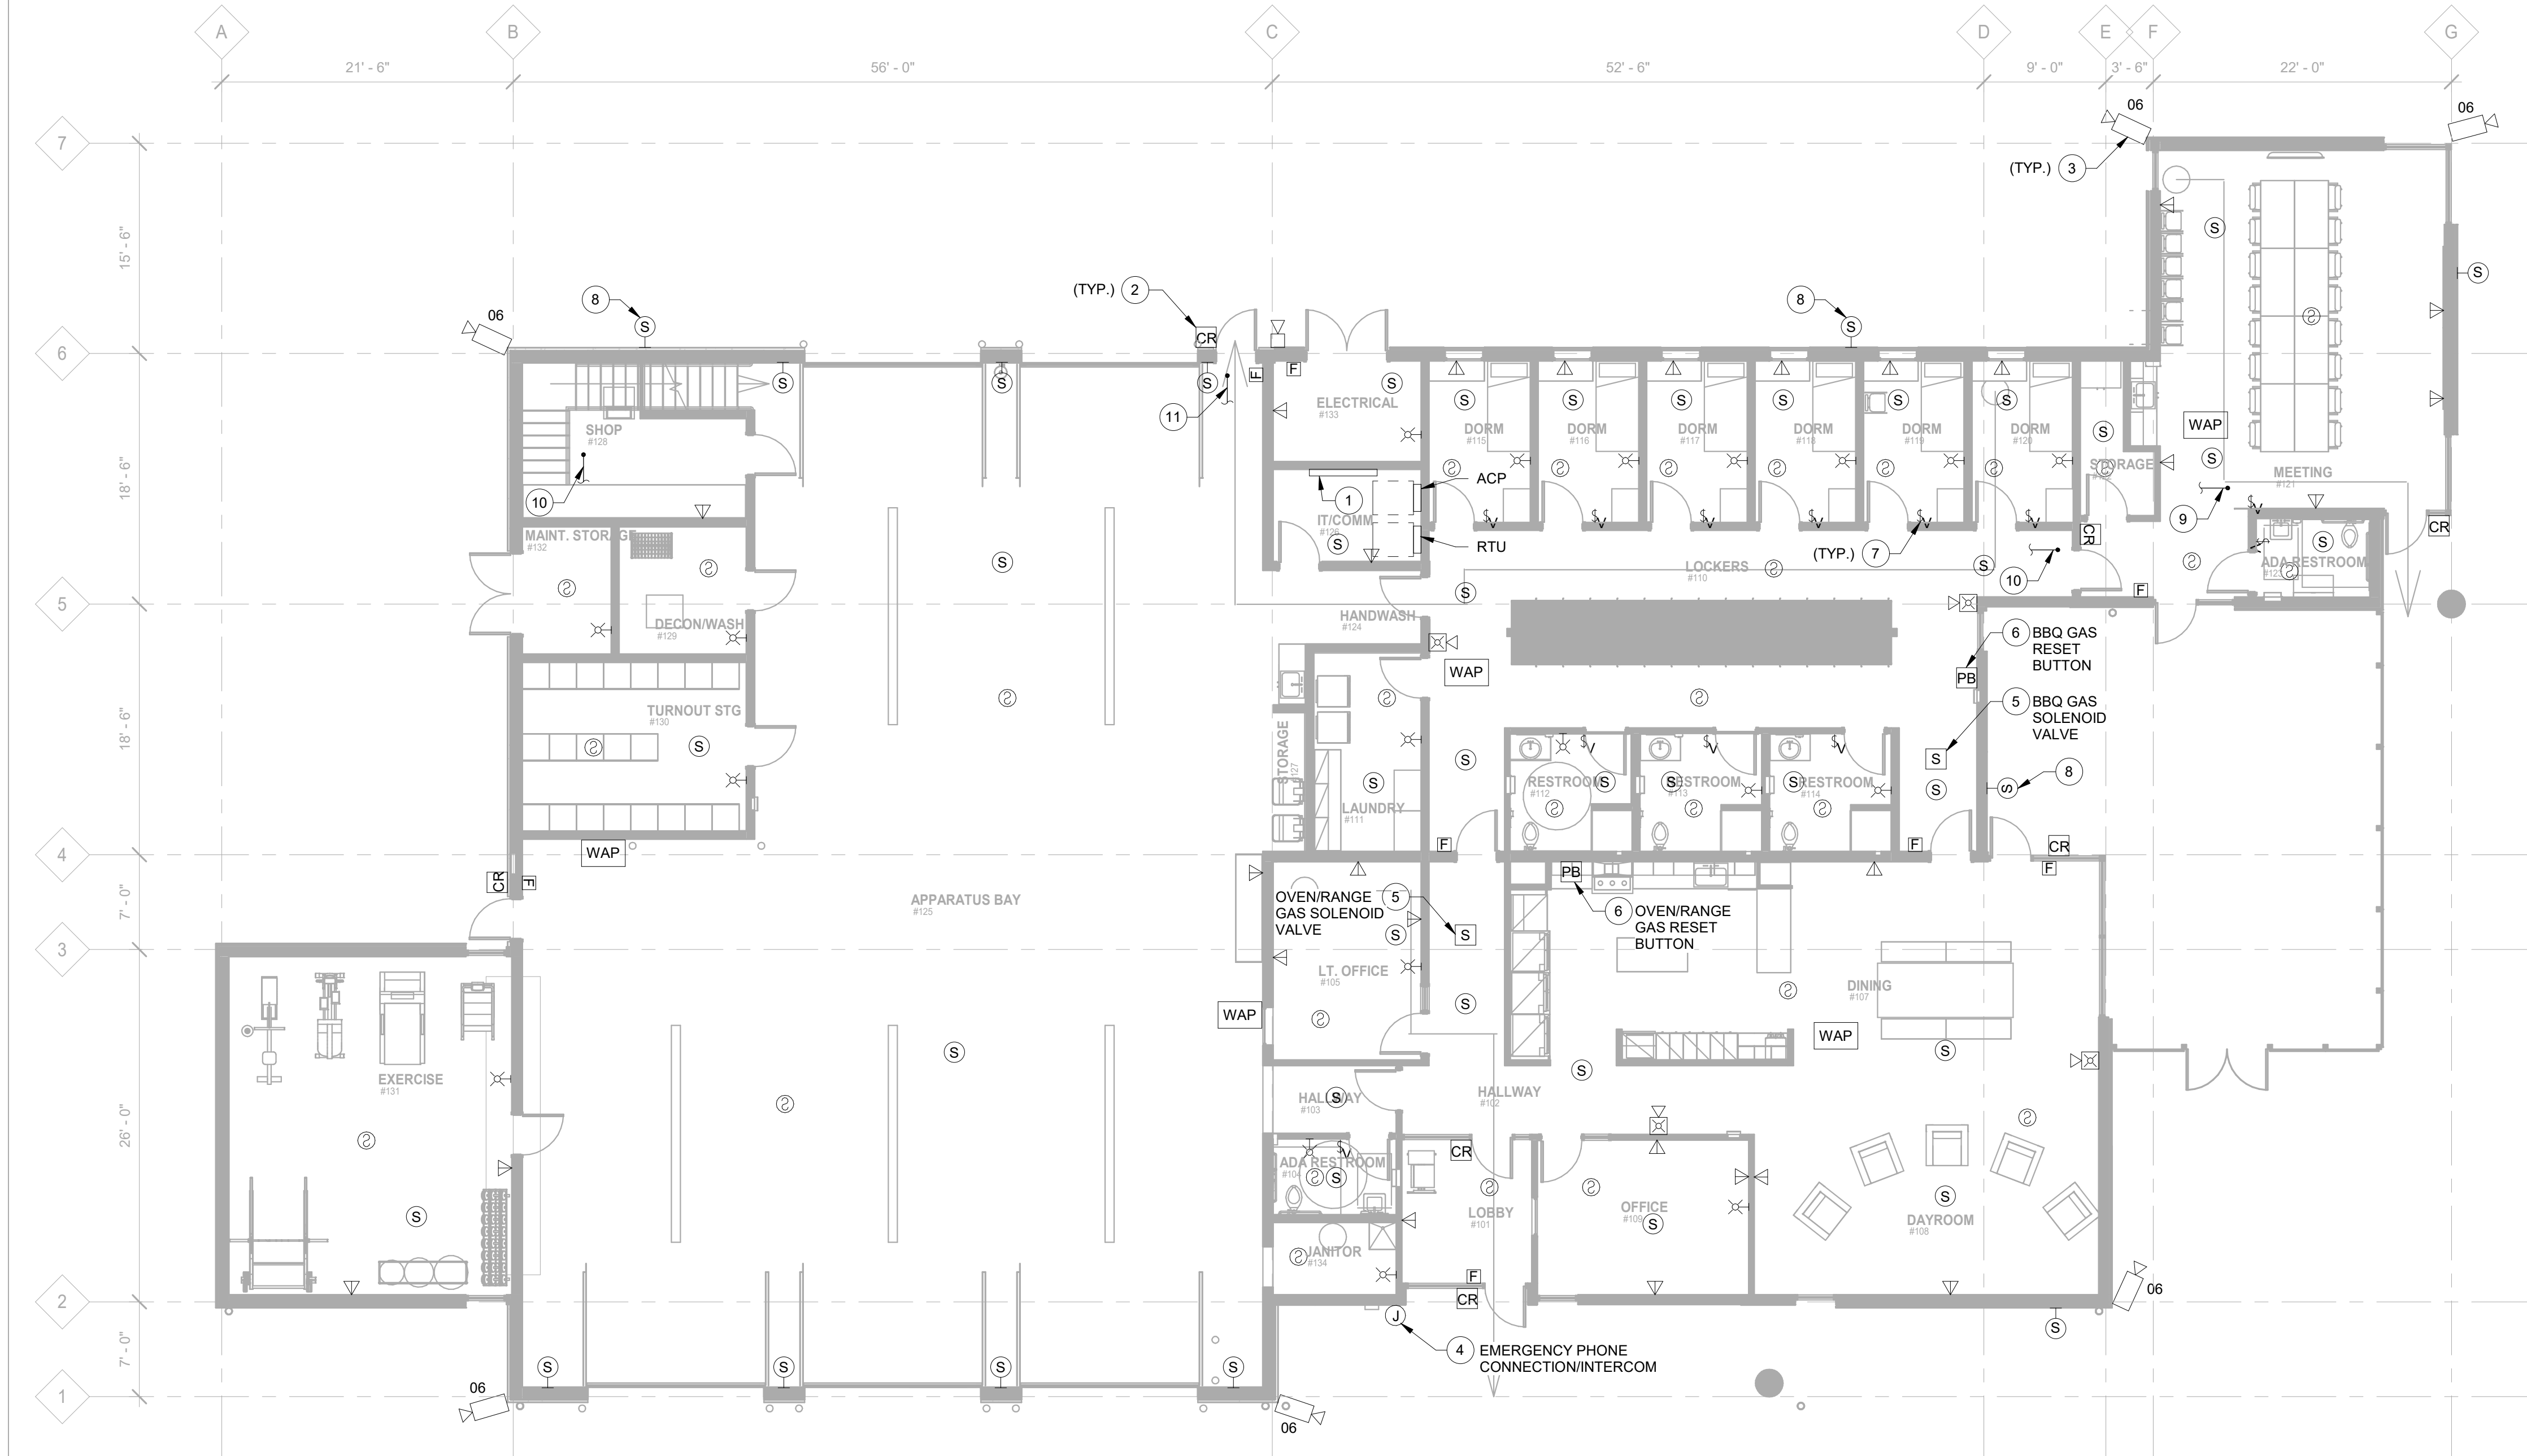 A
B
C
D
E
F
G
21' - 6"
56' - 0"
52' - 6"
9' - 0"
3' - 6"
22' - 0"
06
06
7
(TYP.) 3
15' - 6"
S
S
S
(TYP.) 2
8
8
06
S
CR
S
6
S
S
S
F
F
S
11
ELECTRICAL
#133
SHOP
#128
DORM
#115
S
DORM
#116
S
DORM
#117
S
DORM
#118
S
DORM
#119
S
DORM
#120
S
STORAGE
S
WAP
S
MEETING
#121
18' - 6"
10
1
ACP
IT/COMM
#126
S
RTU
(TYP.) 7
9
CR
CR
MAINT. STORAGE
#132
S
S
LOCKERS
#110
S
10
S
ADA RESTROOM
F
5
S
DECON/WASH
#129
HANDWASH
#124
6 BBQ GAS
RESET
BUTTON
PB
WAP
18' - 6"
TURNOUT STG
#130
S
S
STORAGE
#127
5 BBQ GAS
SOLENOID
VALVE
S
S
S
8
S
LAUNDRY
#111
S
RESTROOM
#112
S
RESTROOM
#113
S
RESTROOM
#114
S
F
F
CR
F
4
WAP
CR
F
7' - 0"
APPARATUS BAY
#125
OVEN/RANGE
GAS SOLENOID
VALVE
5
S
S
PB
6 OVEN/RANGE
GAS RESET
BUTTON
3
LT. OFFICE
#105
S
DINING
#107
WAP
WAP
S
S
EXERCISE
#131
S
26' - 0"
HALLWAY
#103
S
HALLWAY
#102
S
CR
ADA RESTROOM
#104
S
LOBBY
#101
OFFICE
#109
S
DAYROOM
#108
S
S
JANITOR
#134
F
CR
06
2
J
S
4 EMERGENCY PHONE
CONNECTION/INTERCOM
7' - 0"
S
S
S
S
06
1
06